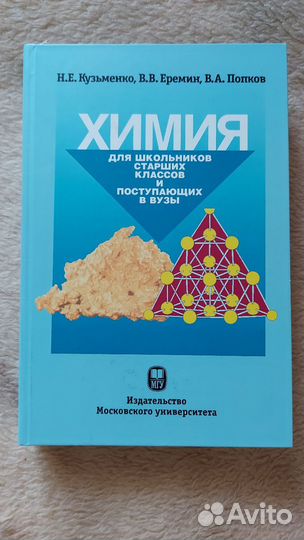 Н.Е. Кузьменко, В.В. Еремин, В.А. Попков
ХИМИЯ
ДЛЯ ШКОЛЬНИКОВ
СТАРШИХ
КЛАССОВ
И
ПОСТУПАЮЩИХ
В ВУЗЫ
МГУ
Издательство
Московского университета
Avito